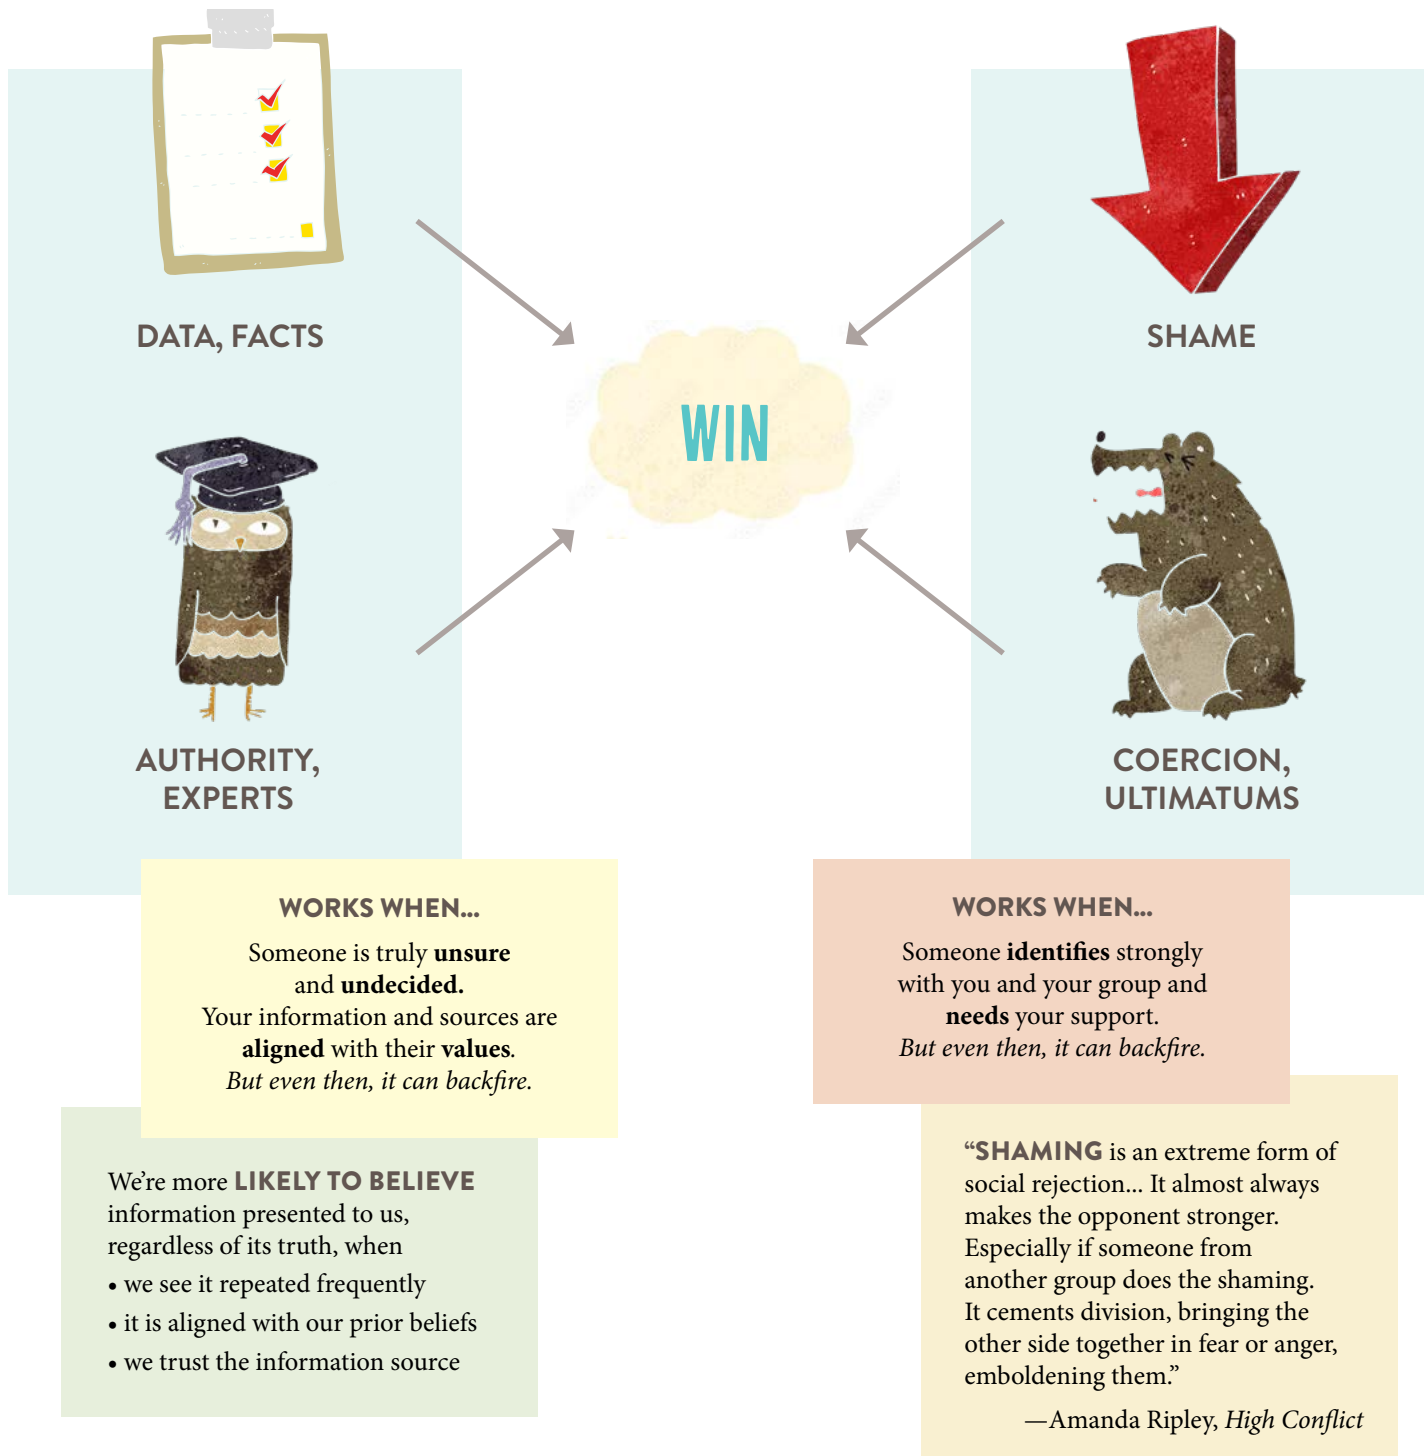 DATA, FACTS
AUTHORITY,
EXPERTS
WIN
SHAME
COERCION,
ULTIMATUMS
WORKS WHEN...
Someone is truly unsure
and undecided.
Your information and sources are
aligned with their values.
But even then, it can backfire.
We’re more LIKELY TO BELIEVE
information presented to us,
regardless of its truth, when
• we see it repeated frequently
• it is aligned with our prior beliefs
• we trust the information source
WORKS WHEN...
Someone identifies strongly
with you and your group and
needs your support.
But even then, it can backfire.
“SHAMING is an extreme form of
social rejection... It almost always
makes the opponent stronger.
Especially if someone from
another group does the shaming.
It cements division, bringing the
other side together in fear or anger,
emboldening them.”
—Amanda Ripley, High Conflict